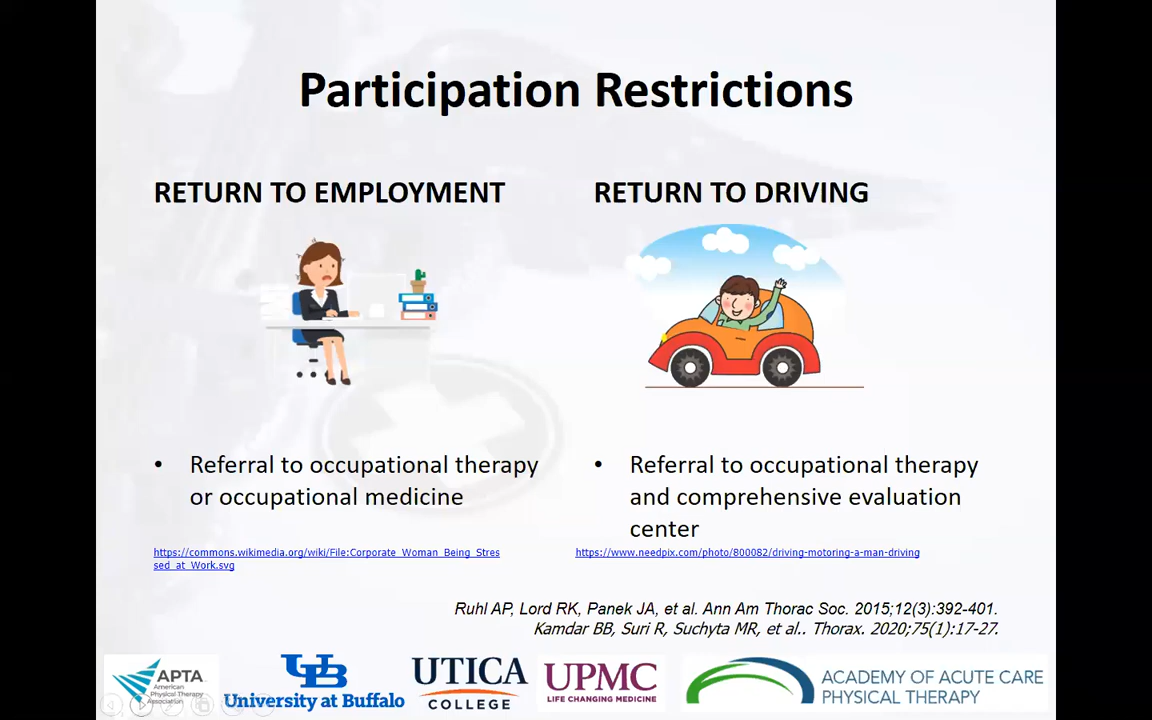 Participation Restrictions
RETURN TO EMPLOYMENT
• Referral to occupational therapy
or occupational medicine
https://commons.wikimedia.org/wiki/File:Corporate_Woman_Being_Stres
sed_at_Work.svg
RETURN TO DRIVING
• Referral to occupational therapy
and comprehensive evaluation
center
https://www.needpix.com/photo/800082/driving-motoring-a-man-driving
Ruhl AP, Lord RK, Panek JA, et al. Ann Am Thorac Soc. 2015;12(3):392-401.
Kamdar BB, Suri R, Suchyta MR, et al.. Thorax. 2020;75(1):17-27.
APTA
American
Physical Therapy
Association
UB
University at Buffalo
UTICA
COLLEGE
UPMC
LIFE CHANGING MEDICINE
ACADEMY OF ACUTE CARE
PHYSICAL THERAPY